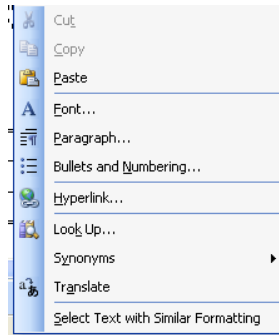 Cut
Copy
Paste
Font...
Paragraph...
Bullets and Numbering...
Hyperlink...
Look Up...
Synonyms
Translate
Select Text with Similar Formatting